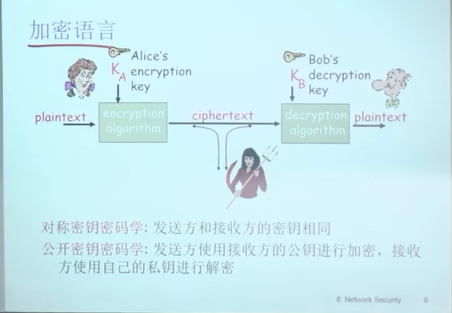 加密语言
Alice's
K_A encryption
key
Bob's
K_B decryption
key
plaintext
encryption
algorithm
ciphertext
decryption
algorithm
plaintext
对称密钥密码学: 发送方和接收方的密钥相同
公开密钥密码学: 发送方使用接收方的公钥进行加密, 接收
方使用自己的私钥进行解密
8: Network Security